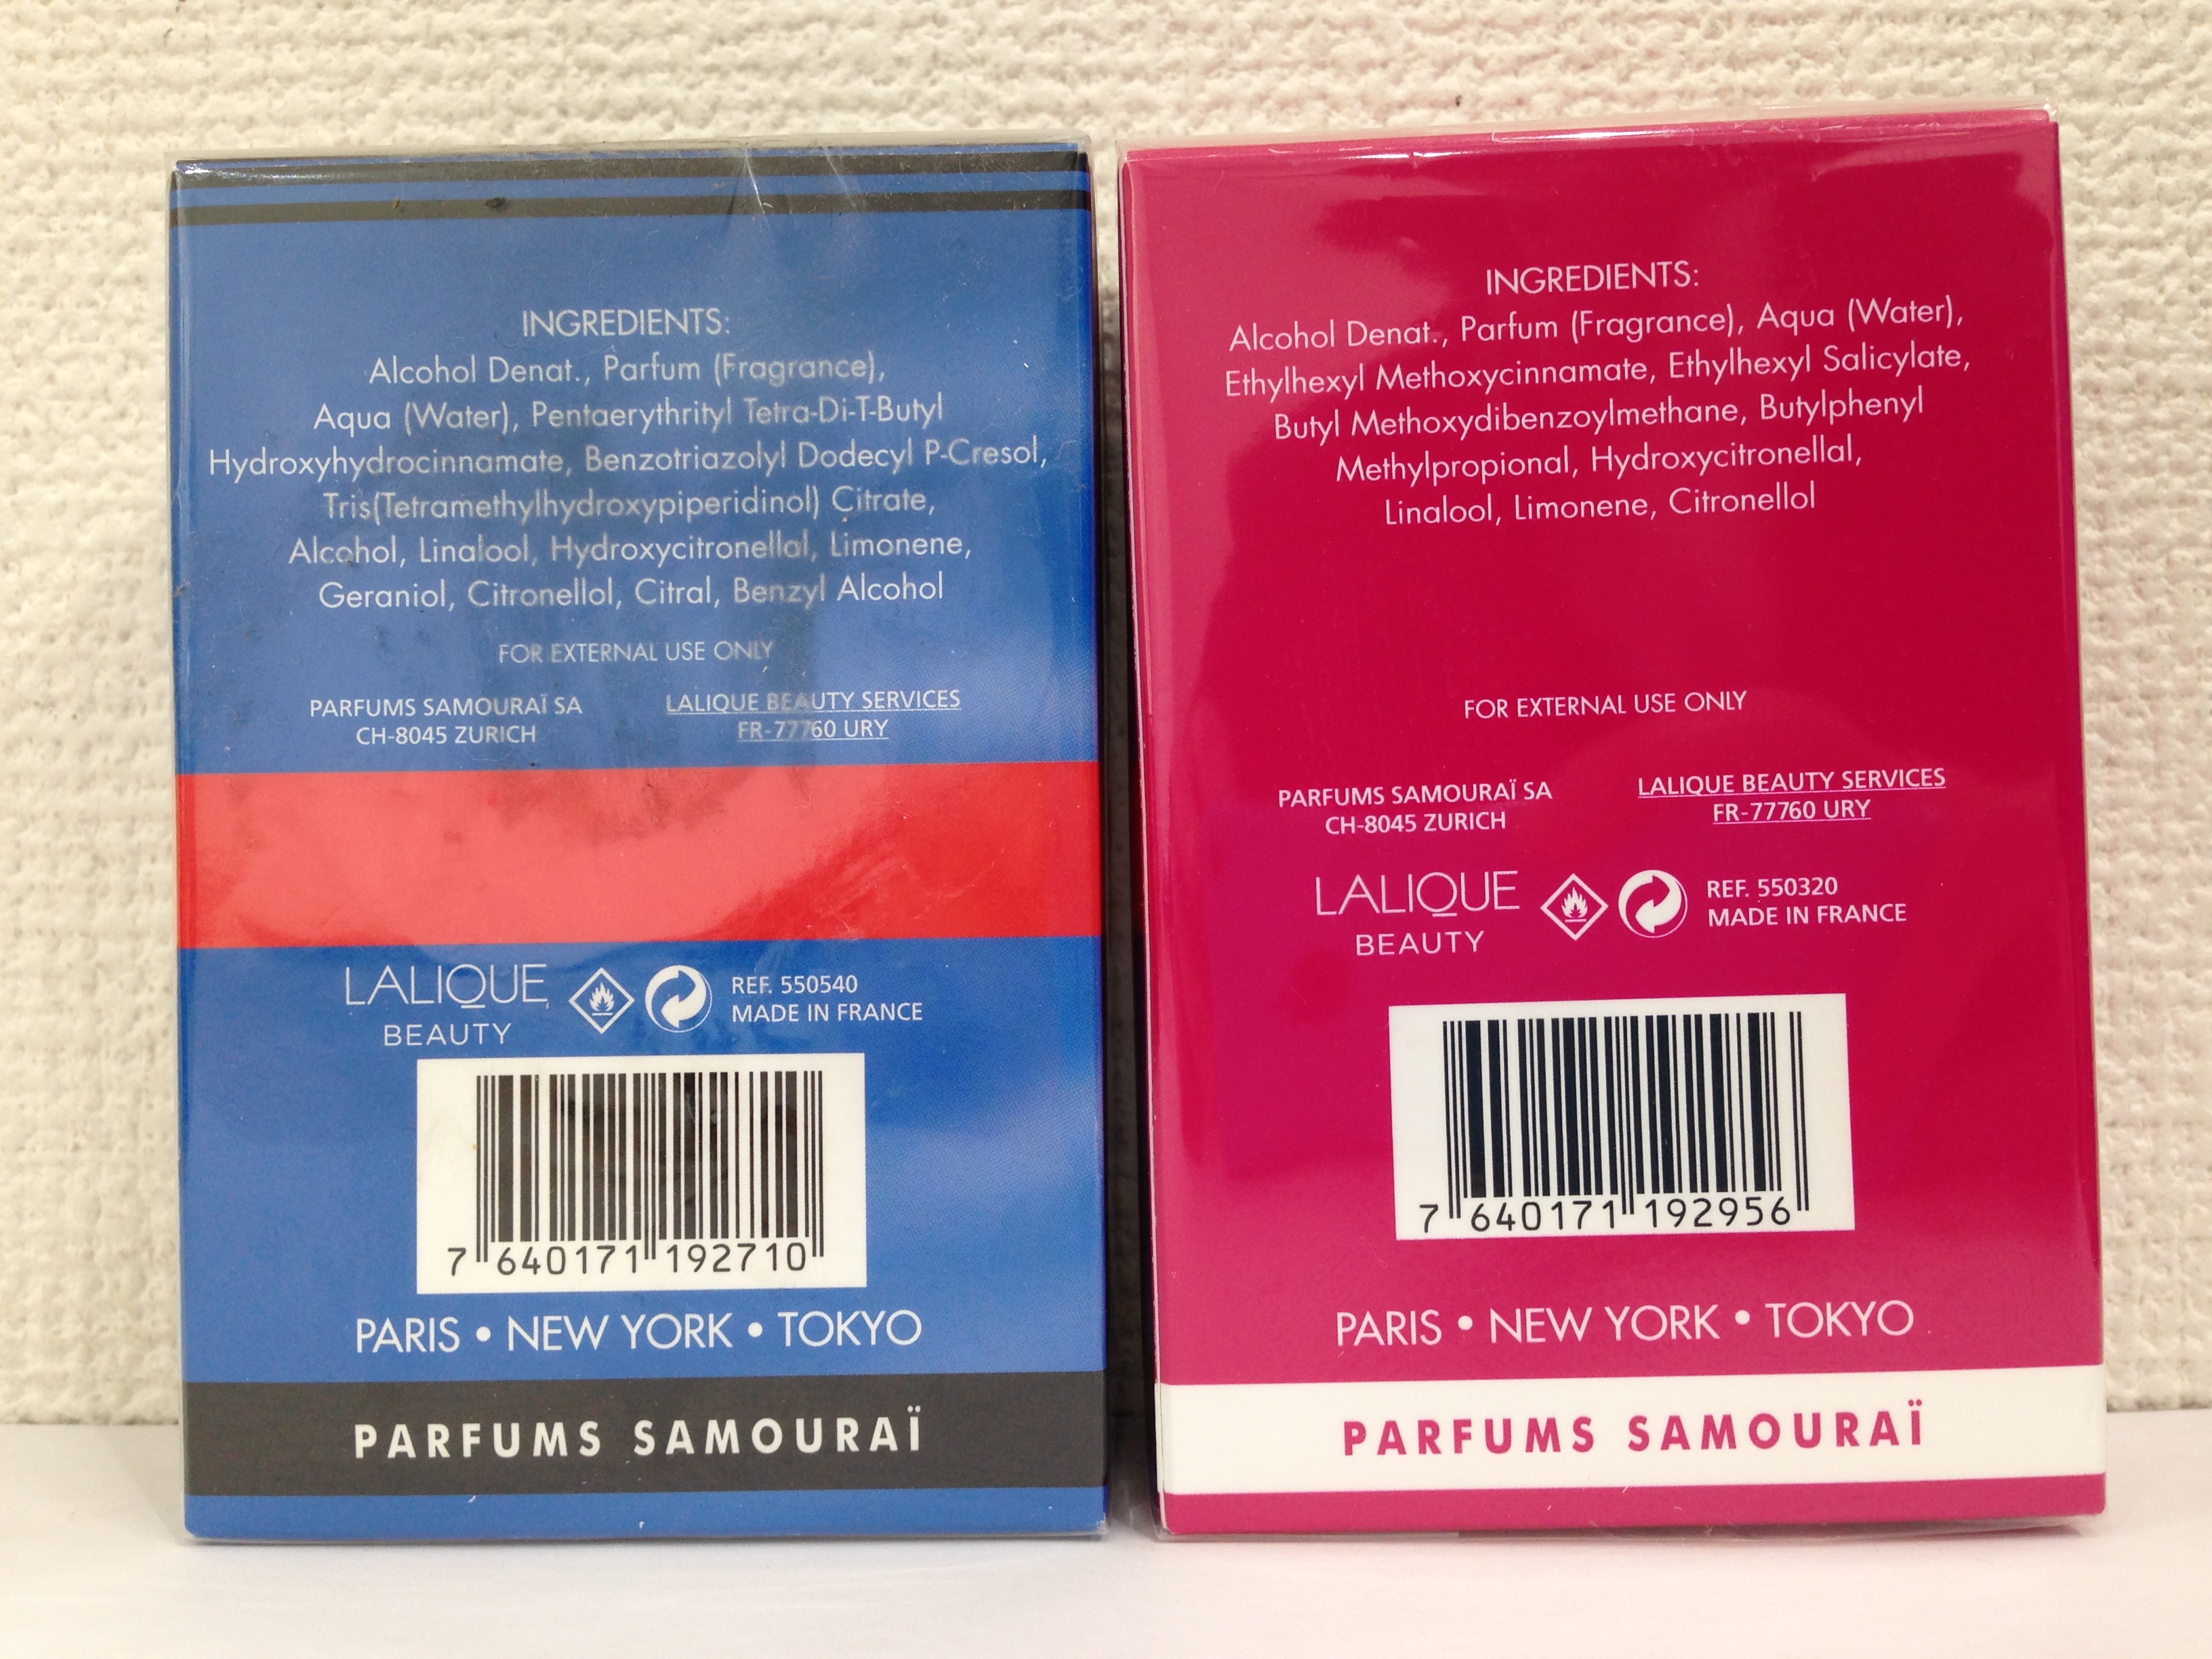 INGREDIENTS:
Alcohol Denat., Parfum (Fragrance),
Aqua (Water), Pentaerythrityl Tetra-Di-T-Butyl
Hydroxyhydrocinnamate, Benzotriazolyl Dodecyl P-Cresol,
Tris(Tetramethylhydroxypiperidinol) Citrate,
Alcohol, Linalool, Hydroxycitronellal, Limonene,
Geraniol, Citronellol, Citral, Benzyl Alcohol
FOR EXTERNAL USE ONLY
PARFUMS SAMOURAÏ SA
CH-8045 ZURICH
LALIQUE BEAUTY SERVICES
FR-77760 URY
LALIQUE
BEAUTY
REF. 550540
MADE IN FRANCE
7 640171 192710
PARIS • NEW YORK • TOKYO
PARFUMS SAMOURAÏ
INGREDIENTS:
Alcohol Denat., Parfum (Fragrance), Aqua (Water),
Ethylhexyl Methoxycinnamate, Ethylhexyl Salicylate,
Butyl Methoxydibenzoylmethane, Butylphenyl
Methylpropional, Hydroxycitronellal,
Linalool, Limonene, Citronellol
FOR EXTERNAL USE ONLY
PARFUMS SAMOURAÏ SA
CH-8045 ZURICH
LALIQUE BEAUTY SERVICES
FR-77760 URY
LALIQUE
BEAUTY
REF. 550320
MADE IN FRANCE
7 640171 192956
PARIS • NEW YORK • TOKYO
PARFUMS SAMOURAÏ